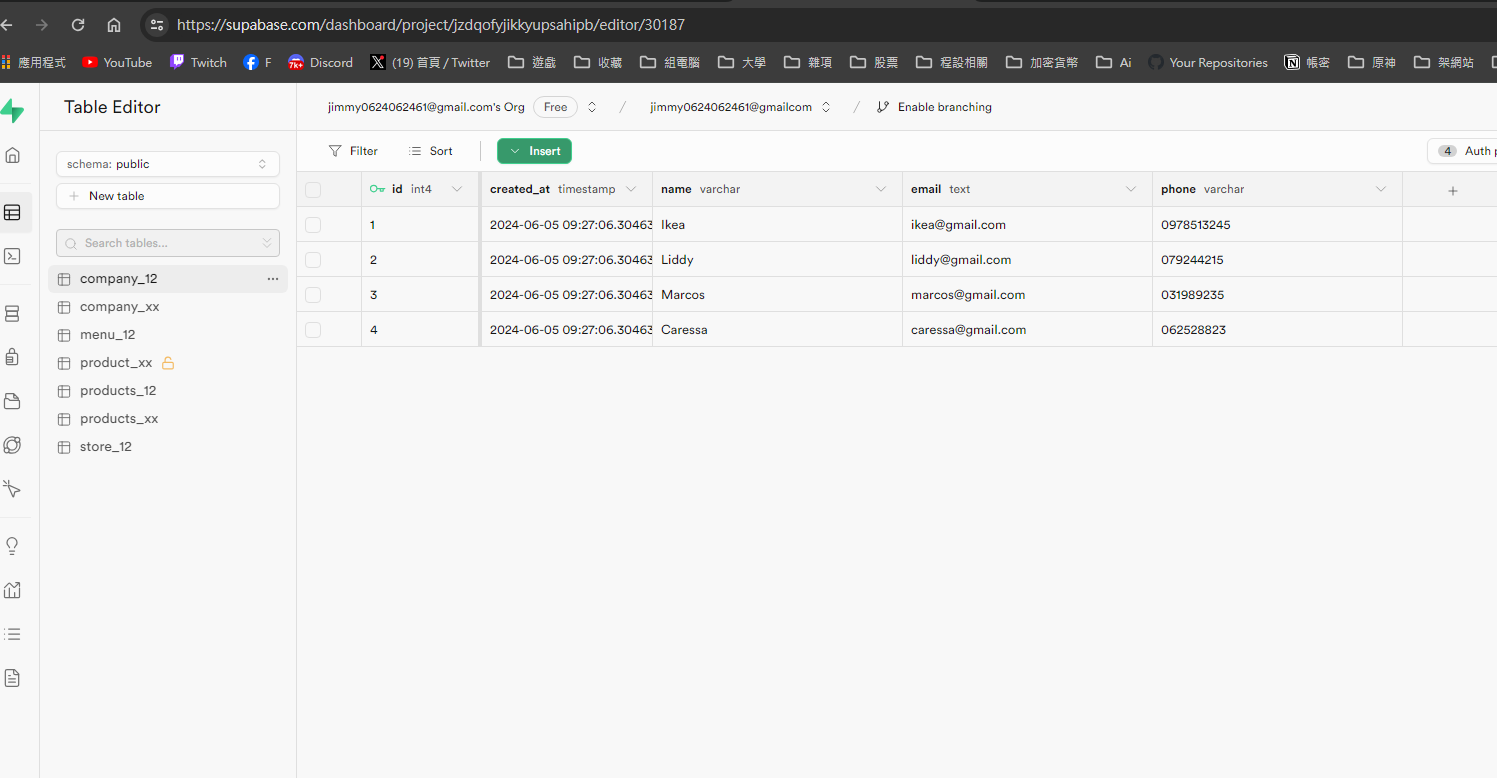 https://supabase.com/dashboard/project/jzdqofyjikkyupsahipb/editor/30187
應用程式 YouTube Twitch F Discord (19) 首頁 / Twitter 遊戲 收藏 組電腦 大學 雜項 股票 程設相關 加密貨幣 Ai Your Repositories 帳密 原神 架網站
Table Editor
jimmy0624062461@gmail.com's Org Free / jimmy0624062461@gmailcom / Enable branching
Filter Sort Insert 4 Auth p
schema: public
New table
Search tables...
company_12
company_xx
menu_12
product_xx
products_12
products_xx
store_12
id int4 created_at timestamp name varchar email text phone varchar
1 2024-06-05 09:27:06.30463 Ikea ikea@gmail.com 0978513245
2 2024-06-05 09:27:06.30463 Liddy liddy@gmail.com 079244215
3 2024-06-05 09:27:06.30463 Marcos marcos@gmail.com 031989235
4 2024-06-05 09:27:06.30463 Caressa caressa@gmail.com 062528823